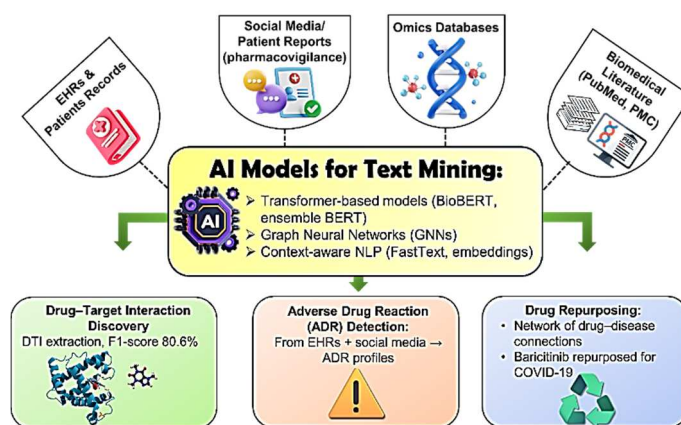 EHRs &
Patients Records
Social Media/
Patient Reports
(pharmacovigilance)
Omics Databases
Biomedical
Literature
(PubMed, PMC)
AI Models for Text Mining:
AI
➢ Transformer-based models (BioBERT,
ensemble BERT)
➢ Graph Neural Networks (GNNs)
➢ Context-aware NLP (FastText, embeddings)
Drug–Target Interaction
Discovery
DTI extraction, F1-score 80.6%
Adverse Drug Reaction
(ADR) Detection:
From EHRs + social media →
ADR profiles
Drug Repurposing:
• Network of drug–disease
connections
• Baricitinib repurposed for
COVID-19